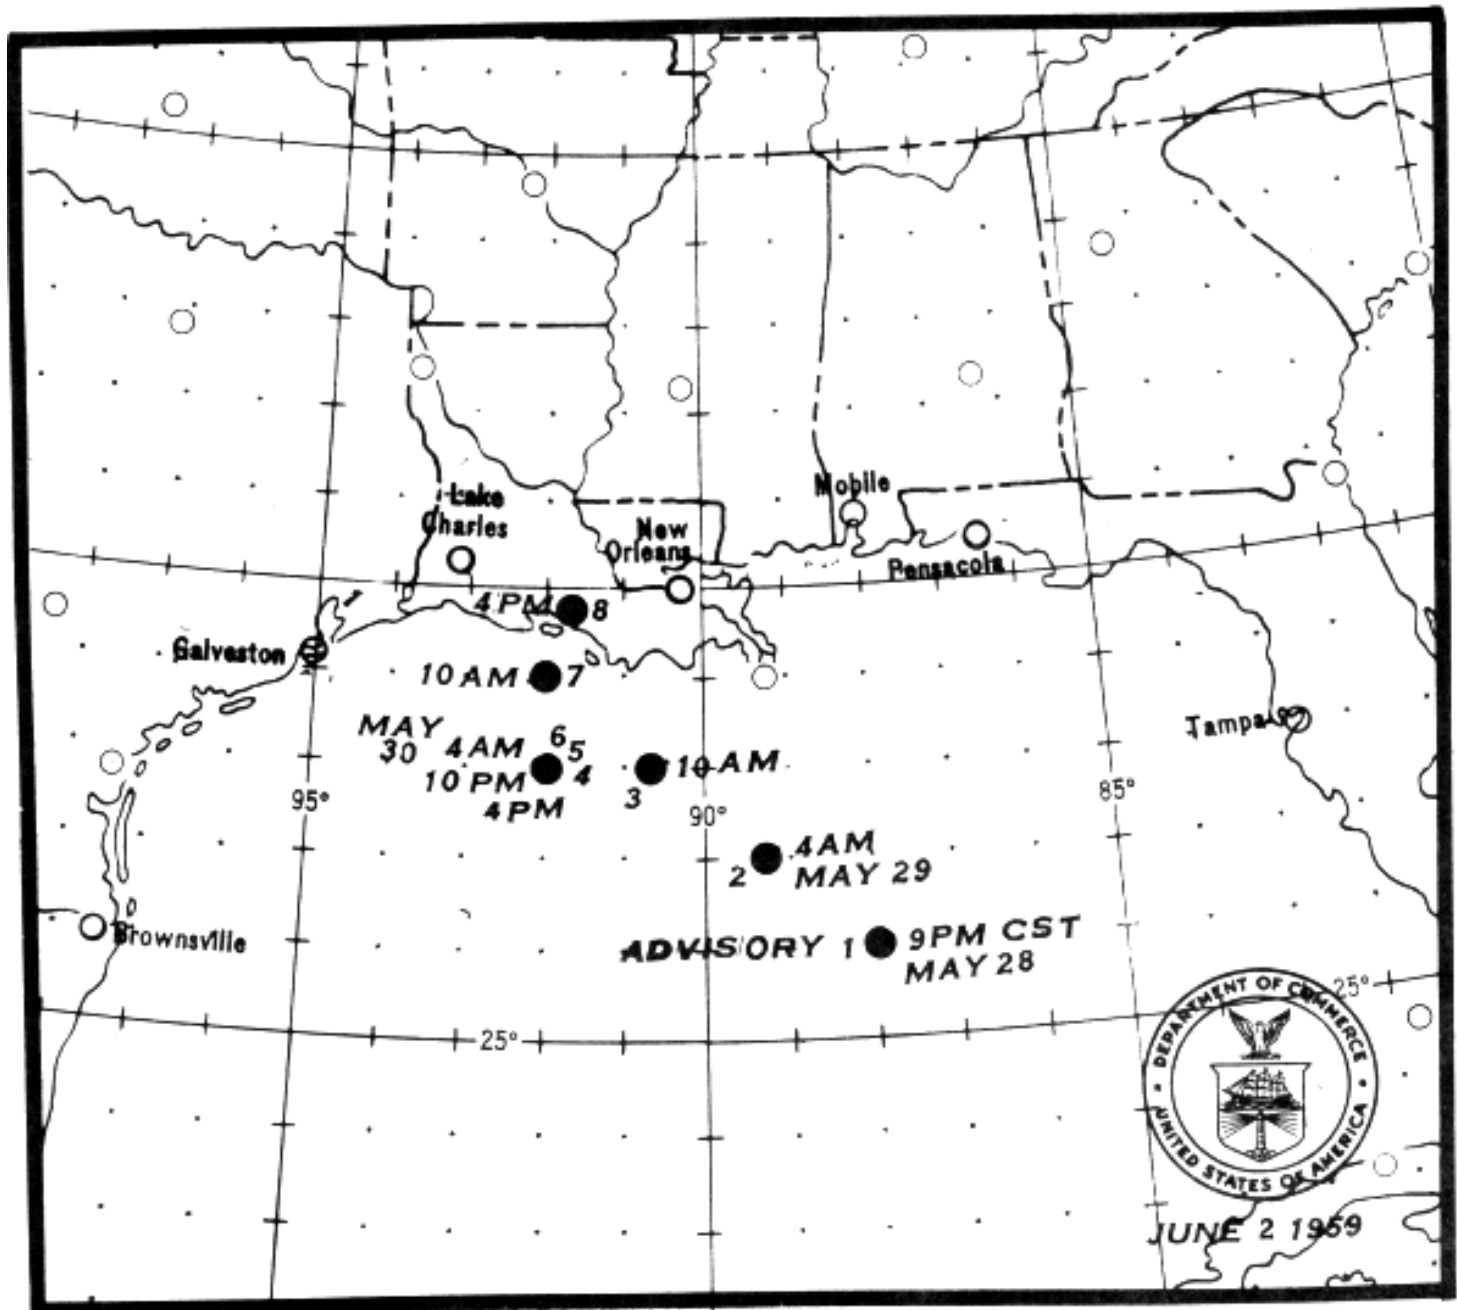 Mobile
Lake
Charles
New
Orleans
Pensacola
4 PM 8
Galveston
10 AM 7
Tampa
MAY
30 4 AM 6 5
10 PM 4
4 PM
3 10 AM
95°
90°
85°
2 4 AM
MAY 29
Brownsville
ADVISORY 1 9 PM CST
MAY 28
25°
25°
DEPARTMENT OF COMMERCE
UNITED STATES OF AMERICA
JUNE 2 1959